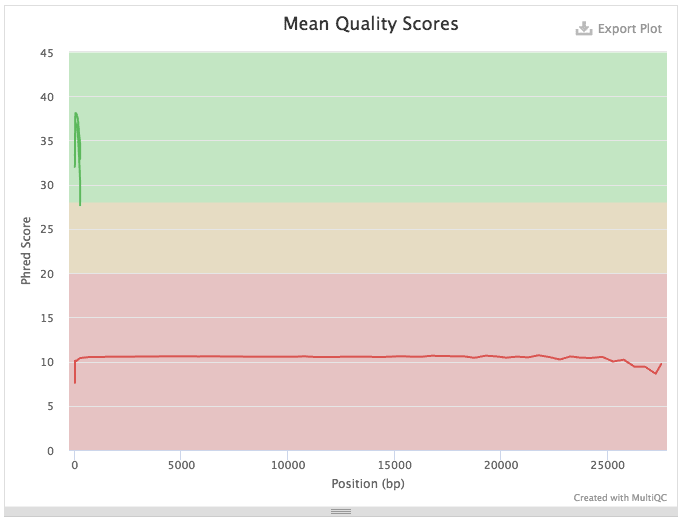 Mean Quality Scores
Export Plot
Phred Score
45
40
35
30
25
20
15
10
5
0
0 5000 10000 15000 20000 25000
Position (bp)
Created with MultiQC